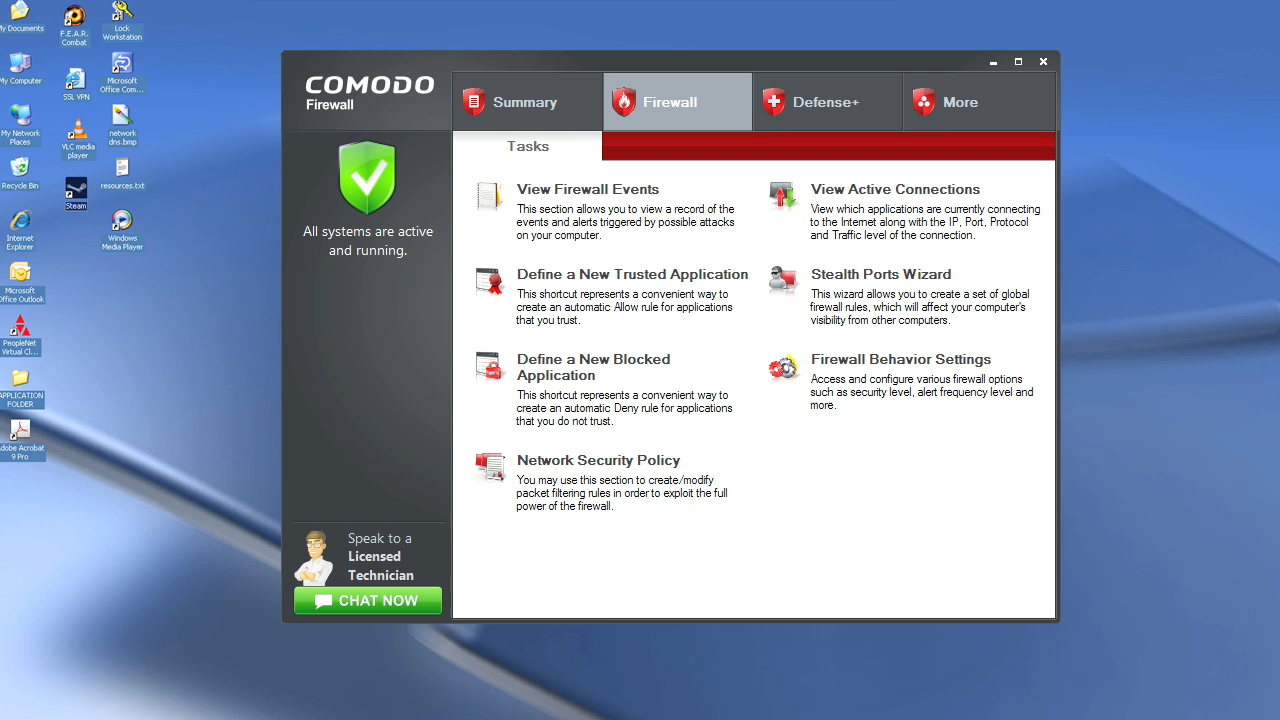 My Documents
F.E.A.R.
Combat
Lock
Workstation
My Computer
SSL VPN
Microsoft
Office Com...
My Network
Places
VLC media
player
network
dns.bmp
Recycle Bin
Steam
resources.txt
Internet
Explorer
Windows
Media Player
Microsoft
Office Outlook
PeopleNet
Virtual Cl...
APPLICATION
FOLDER
Adobe Acrobat
9 Pro
COMODO
Firewall
Summary
Firewall
Defense+
More
Tasks
All systems are active
and running.
View Firewall Events
This section allows you to view a record of the
events and alerts triggered by possible attacks
on your computer.
View Active Connections
View which applications are currently connecting
to the Internet along with the IP, Port, Protocol
and Traffic level of the connection.
Define a New Trusted Application
This shortcut represents a convenient way to
create an automatic Allow rule for applications
that you trust.
Stealth Ports Wizard
This wizard allows you to create a set of global
firewall rules, which will affect your computer's
visibility from other computers.
Define a New Blocked
Application
This shortcut represents a convenient way to
create an automatic Deny rule for applications
that you do not trust.
Firewall Behavior Settings
Access and configure various firewall options
such as security level, alert frequency level and
more.
Network Security Policy
You may use this section to create/modify
packet filtering rules in order to exploit the full
power of the firewall.
Speak to a
Licensed
Technician
CHAT NOW